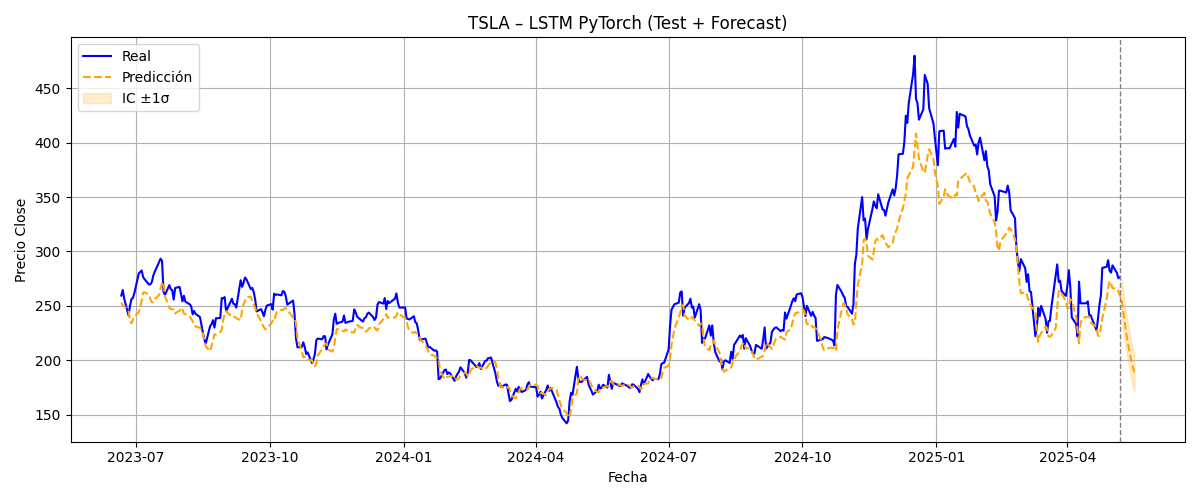 TSLA – LSTM PyTorch (Test + Forecast)
Real
Predicción
IC ±1σ
Precio Close
450
400
350
300
250
200
150
2023-07
2023-10
2024-01
2024-04
2024-07
2024-10
2025-01
2025-04
Fecha